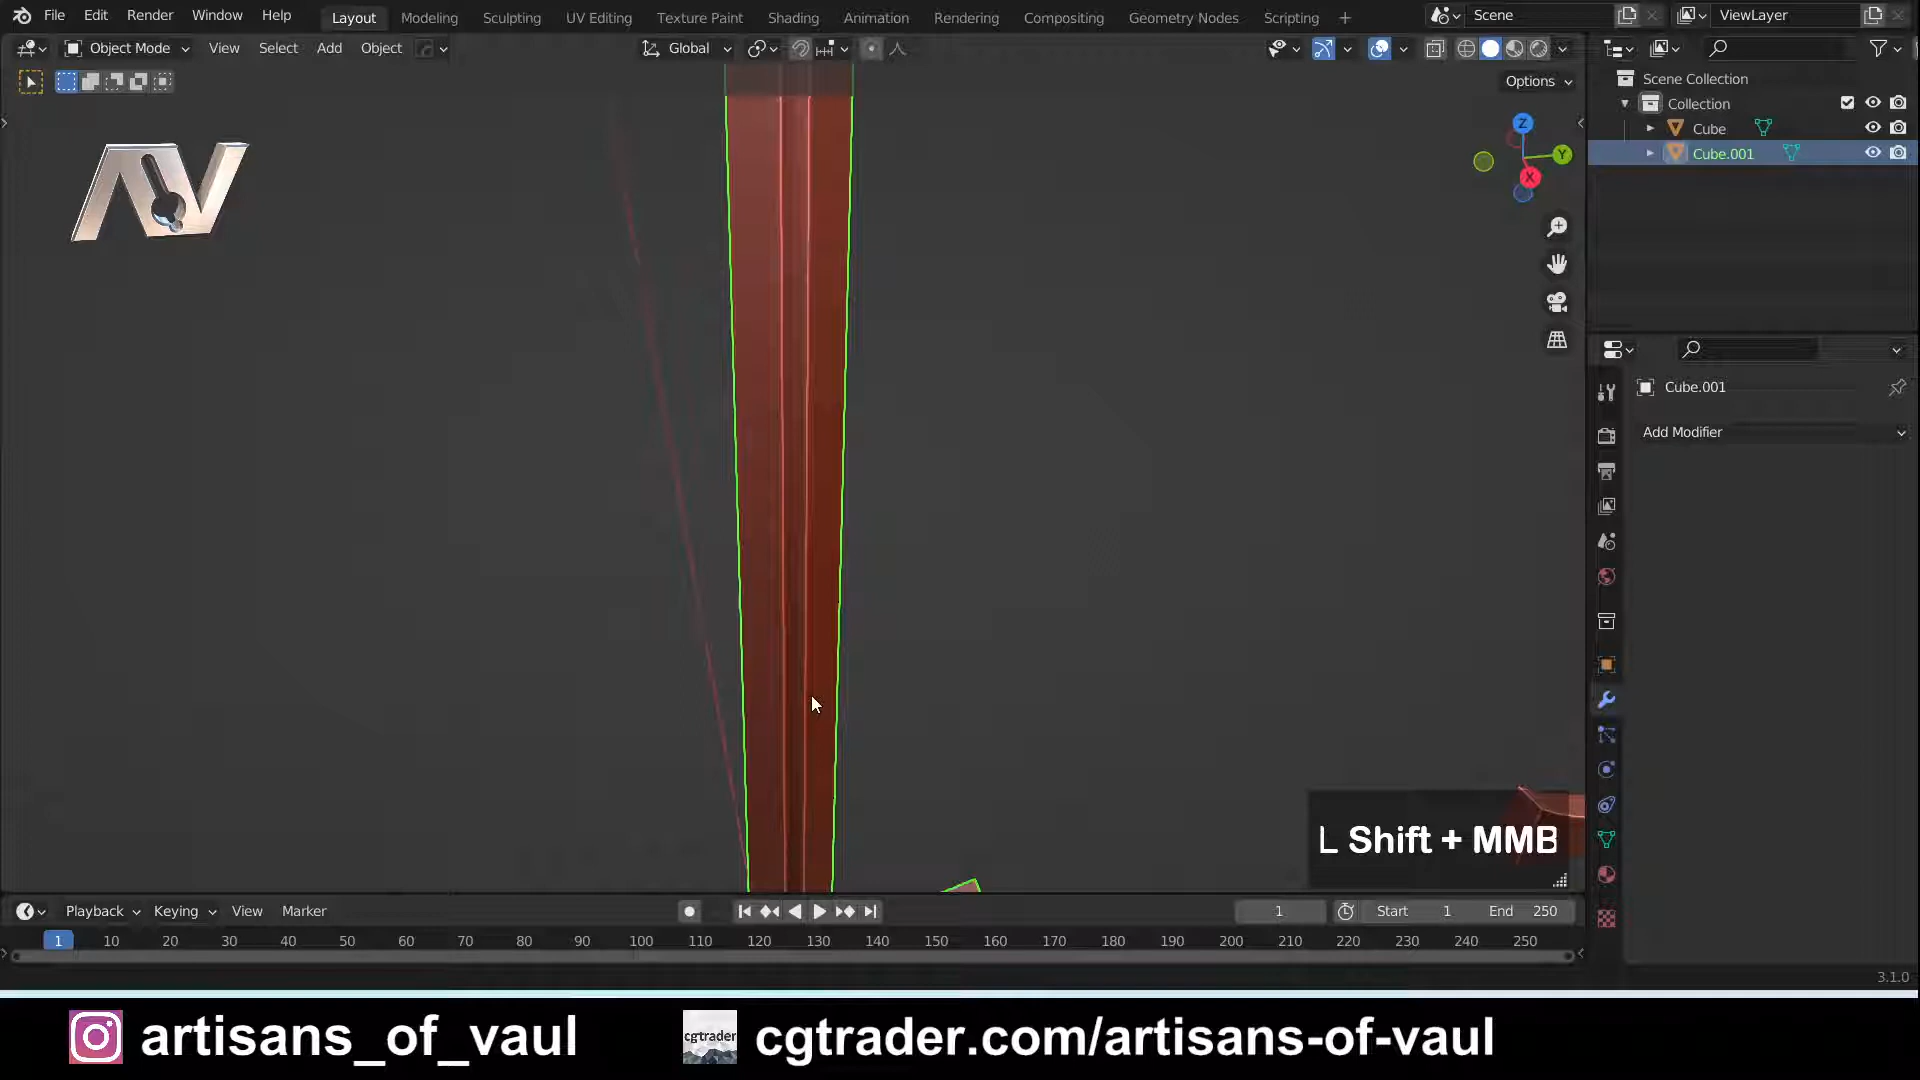 File Edit Render Window Help Layout Modeling Sculpting UV Editing Texture Paint Shading Animation Rendering Compositing Geometry Nodes Scripting + Scene ViewLayer
Object Mode View Select Add Object Global
Options
Scene Collection
Collection
Cube
Cube.001
Z
Y
X
AV
Cube.001
Add Modifier
L Shift + MMB
Playback Keying View Marker 1 Start 1 End 250
1 10 20 30 40 50 60 70 80 90 100 110 120 130 140 150 160 170 180 190 200 210 220 230 240 250
3.1.0
artisans_of_vaul cgtrader cgtrader.com/artisans-of-vaul